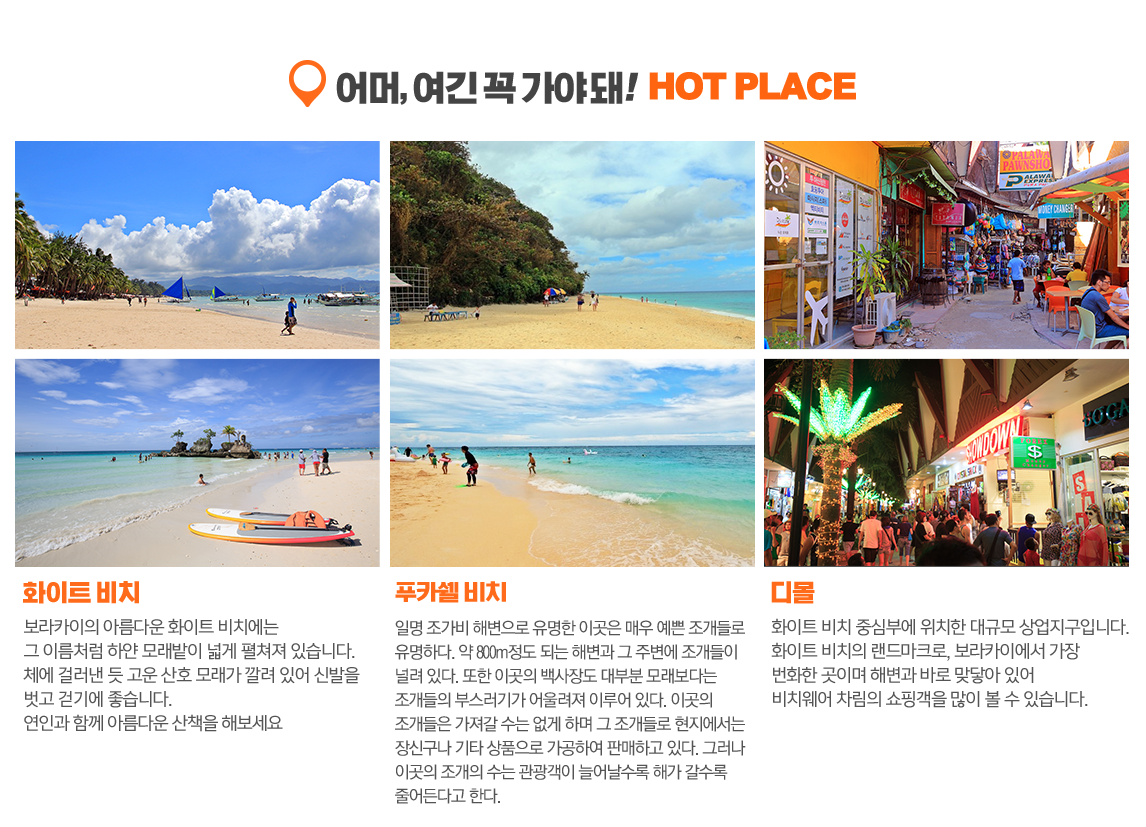 어머, 여긴 꼭 가야 돼! HOT PLACE
PALAWA
PAWNSHO
PALAWA
EXPRES
MONEY CHANGER
SHOWDOWN
$
화이트 비치
보라카이의 아름다운 화이트 비치에는
그 이름처럼 하얀 모래밭이 넓게 펼쳐져 있습니다.
체에 걸러낸 듯 고운 산호 모래가 깔려 있어 신발을
벗고 걷기에 좋습니다.
연인과 함께 아름다운 산책을 해보세요
푸카쉘 비치
일명 조가비 해변으로 유명한 이곳은 매우 예쁜 조개들로
유명하다. 약 800m정도 되는 해변과 그 주변에 조개들이
널려 있다. 또한 이곳의 백사장도 대부분 모래보다는
조개들의 부스러기가 어울려져 이루어 있다. 이곳의
조개들은 가져갈 수는 없게 하며 그 조개들로 현지에서는
장신구나 기타 상품으로 가공하여 판매하고 있다. 그러나
이곳의 조개의 수는 관광객이 늘어날수록 해가 갈수록
줄어든다고 한다.
디몰
화이트 비치 중심부에 위치한 대규모 상업지구입니다.
화이트 비치의 랜드마크로, 보라카이에서 가장
번화한 곳이며 해변과 바로 맞닿아 있어
비치웨어 차림의 쇼핑객을 많이 볼 수 있습니다.